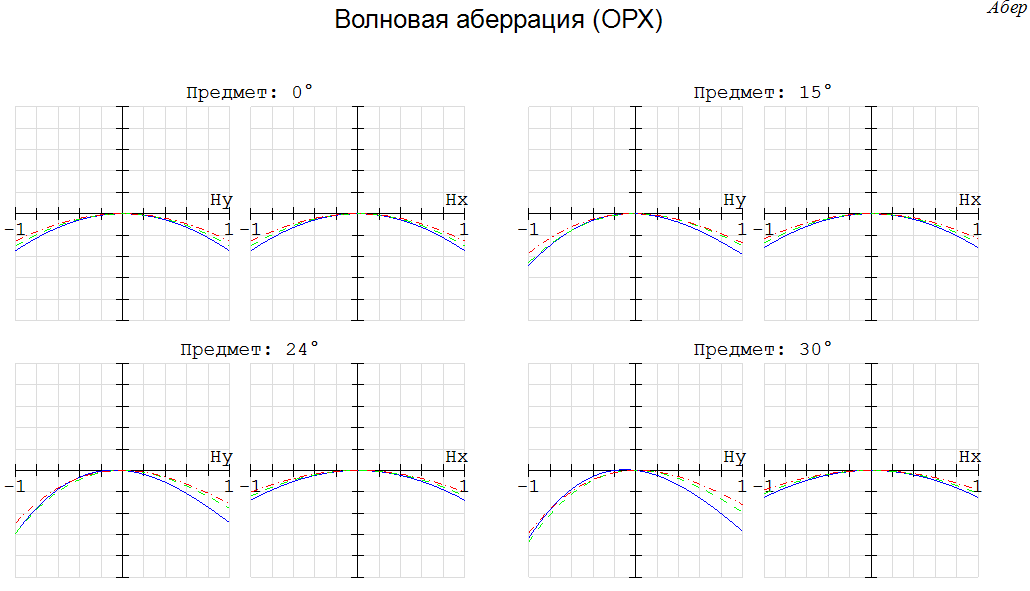 Абер
Волновая аберрация (ОРХ)
Предмет: 0°
Предмет: 15°
Hy
Hx
Hy
Hx
-1
1
-1
1
-1
1
-1
1
Предмет: 24°
Предмет: 30°
Hy
Hx
Hy
Hx
-1
1
-1
1
-1
1
-1
1